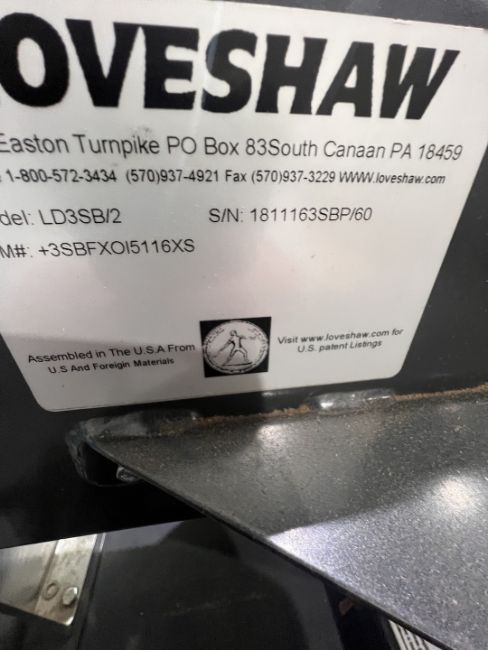 LOVESHAW
Easton Turnpike PO Box 83South Canaan PA 18459
1-800-572-3434 (570)937-4921 Fax (570)937-3229 WWW.loveshaw.com
del: LD3SB/2 S/N: 1811163SBP/60
M#: +3SBFXOI5116XS
Assembled in The U.S.A From
U.S And Foreigin Materials
Visit www.loveshaw.com for
U.S. patent Listings